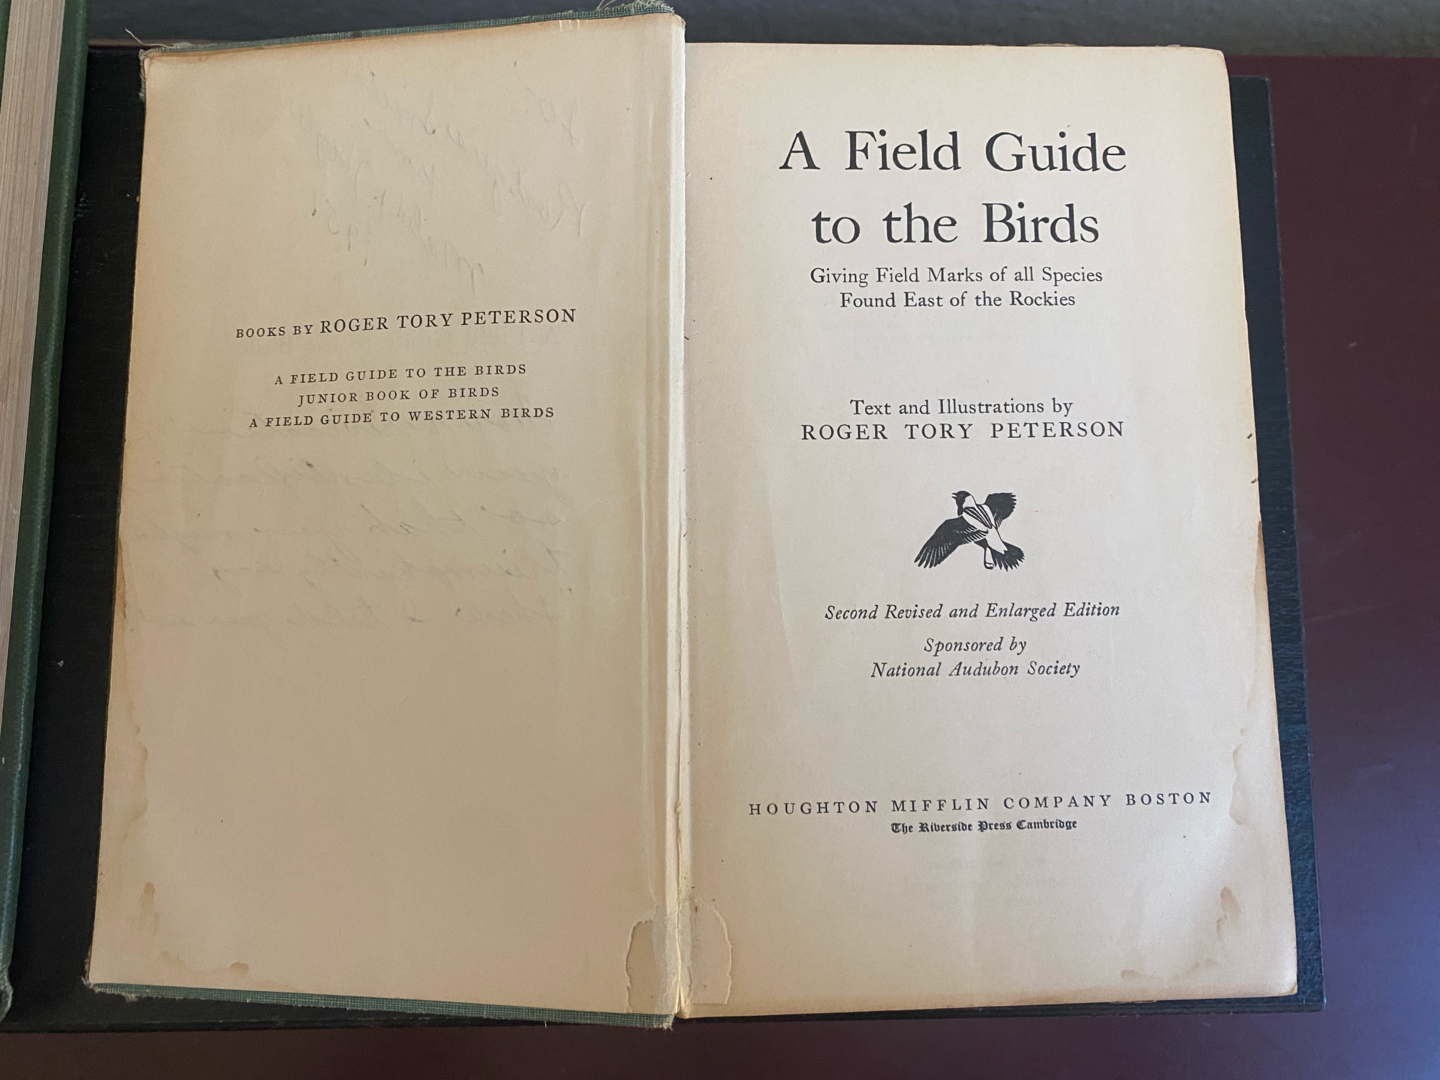 BOOKS BY ROGER TORY PETERSON
A FIELD GUIDE TO THE BIRDS
JUNIOR BOOK OF BIRDS
A FIELD GUIDE TO WESTERN BIRDS
A Field Guide
to the Birds
Giving Field Marks of all Species
Found East of the Rockies
Text and Illustrations by
ROGER TORY PETERSON
Second Revised and Enlarged Edition
Sponsored by
National Audubon Society
HOUGHTON MIFFLIN COMPANY BOSTON
The Riverside Press Cambridge